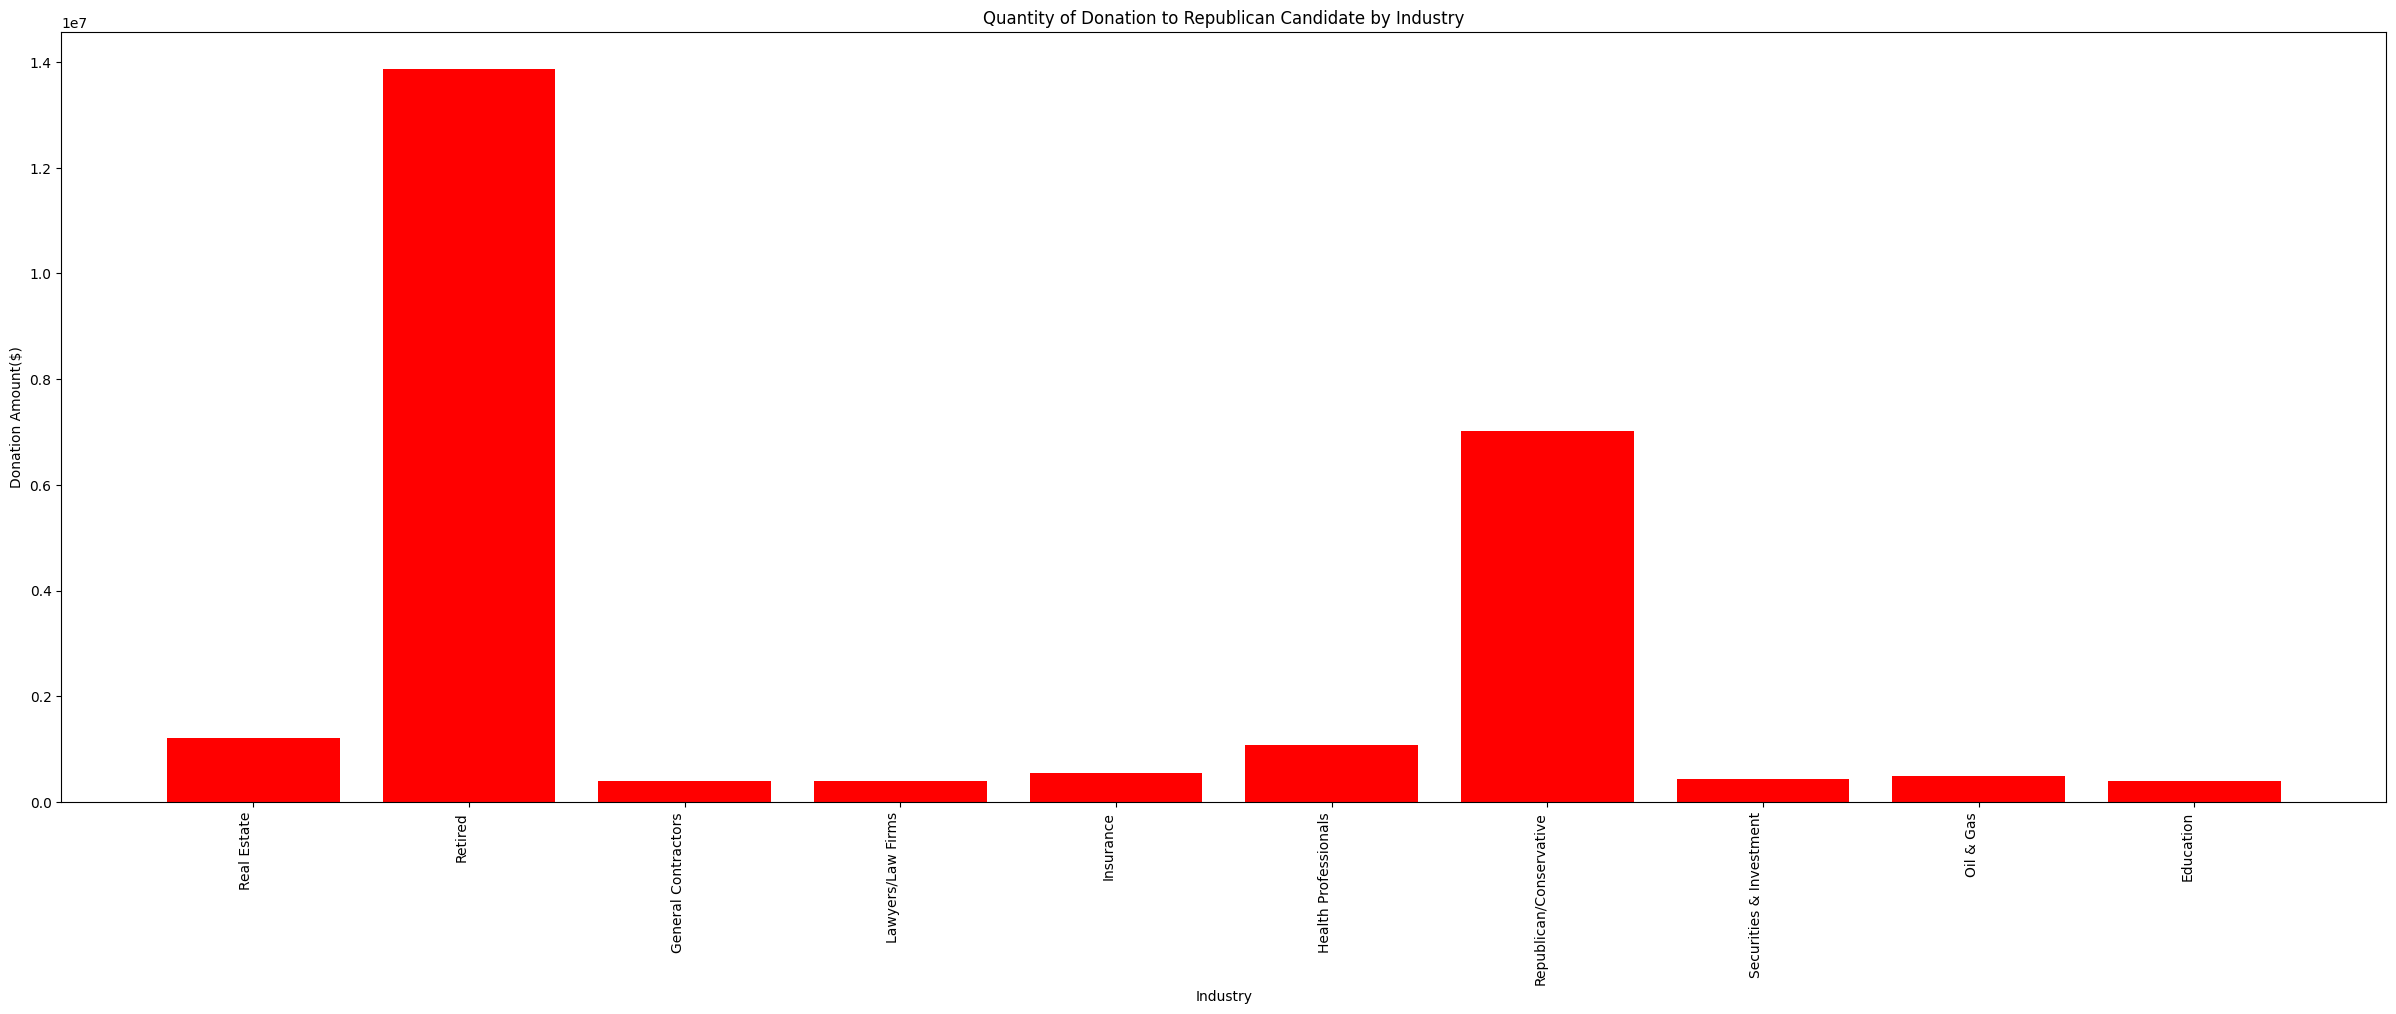 Quantity of Donation to Republican Candidate by Industry
1e7
1.4
1.2
1.0
0.8
0.6
0.4
0.2
0.0
Donation Amount($)
Real Estate
Retired
General Contractors
Lawyers/Law Firms
Insurance
Health Professionals
Republican/Conservative
Securities & Investment
Oil & Gas
Education
Industry